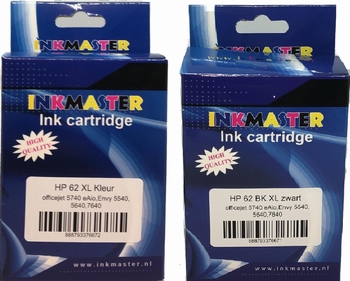 INKMASTER
Ink cartridge
HIGH QUALITY
HP 62 XL Kleur
officejet 5740 eAio,Envy 5540,
5640,7640
www.inkmaster.nl
INKMASTER
Ink cartridge
HIGH QUALITY
HP 62 BK XL zwart
officejet 5740 eAio,Envy 5540,
5640,7640
www.inkmaster.nl